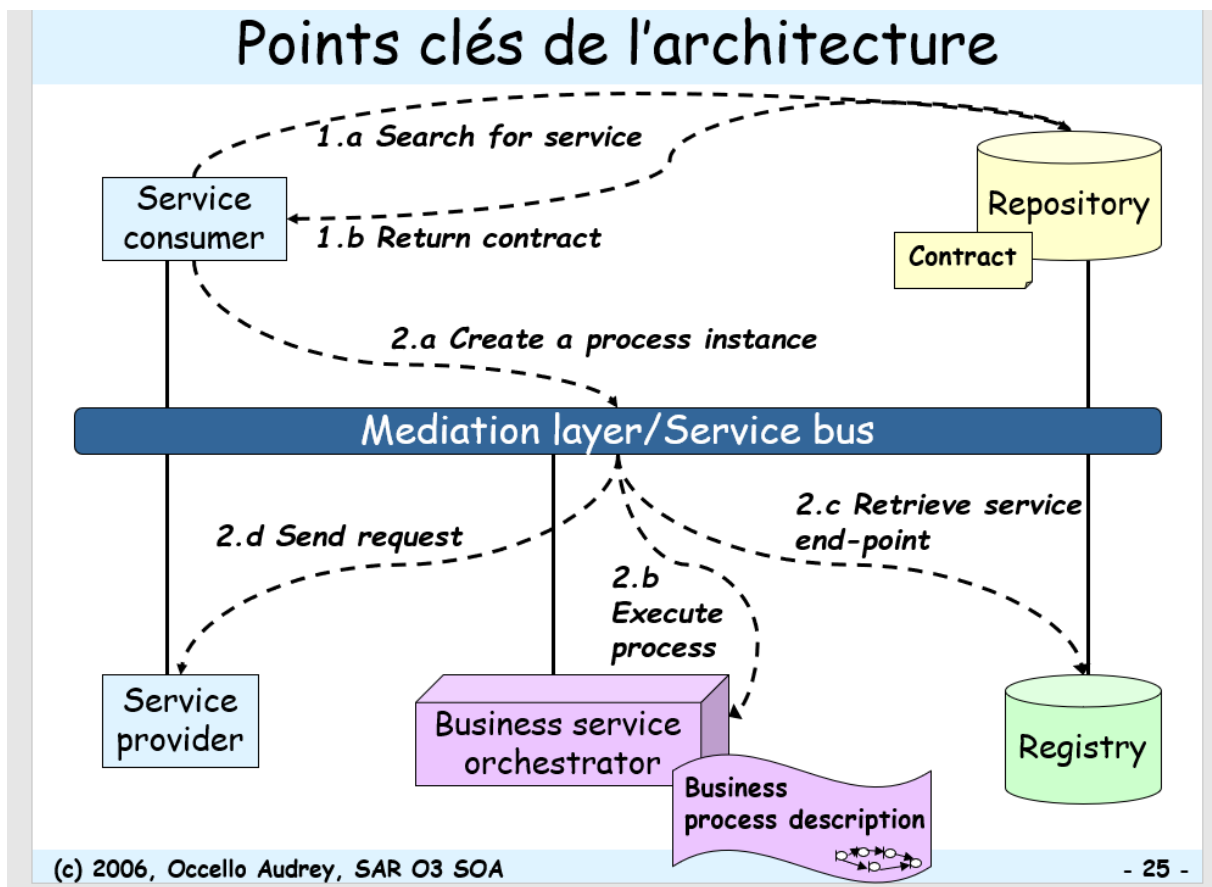 Points clés de l'architecture
1.a Search for service
Service
consumer
Repository
1.b Return contract
Contract
2.a Create a process instance
Mediation layer/Service bus
2.c Retrieve service
end-point
2.d Send request
2.b
Execute
process
Service
provider
Business service
orchestrator
Registry
Business
process description
(c) 2006, Occello Audrey, SAR O3 SOA
- 25 -